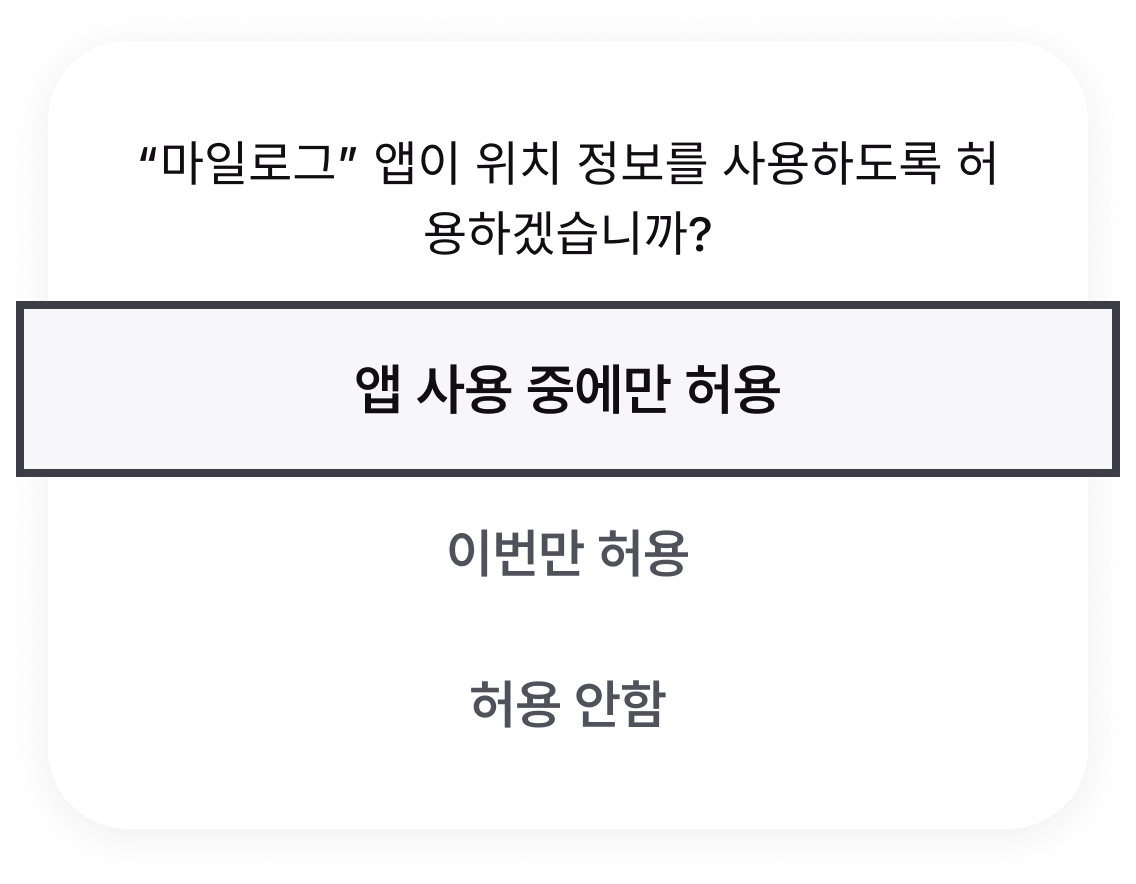 “마일로그” 앱이 위치 정보를 사용하도록 허
용하겠습니까?
앱 사용 중에만 허용
이번만 허용
허용 안함